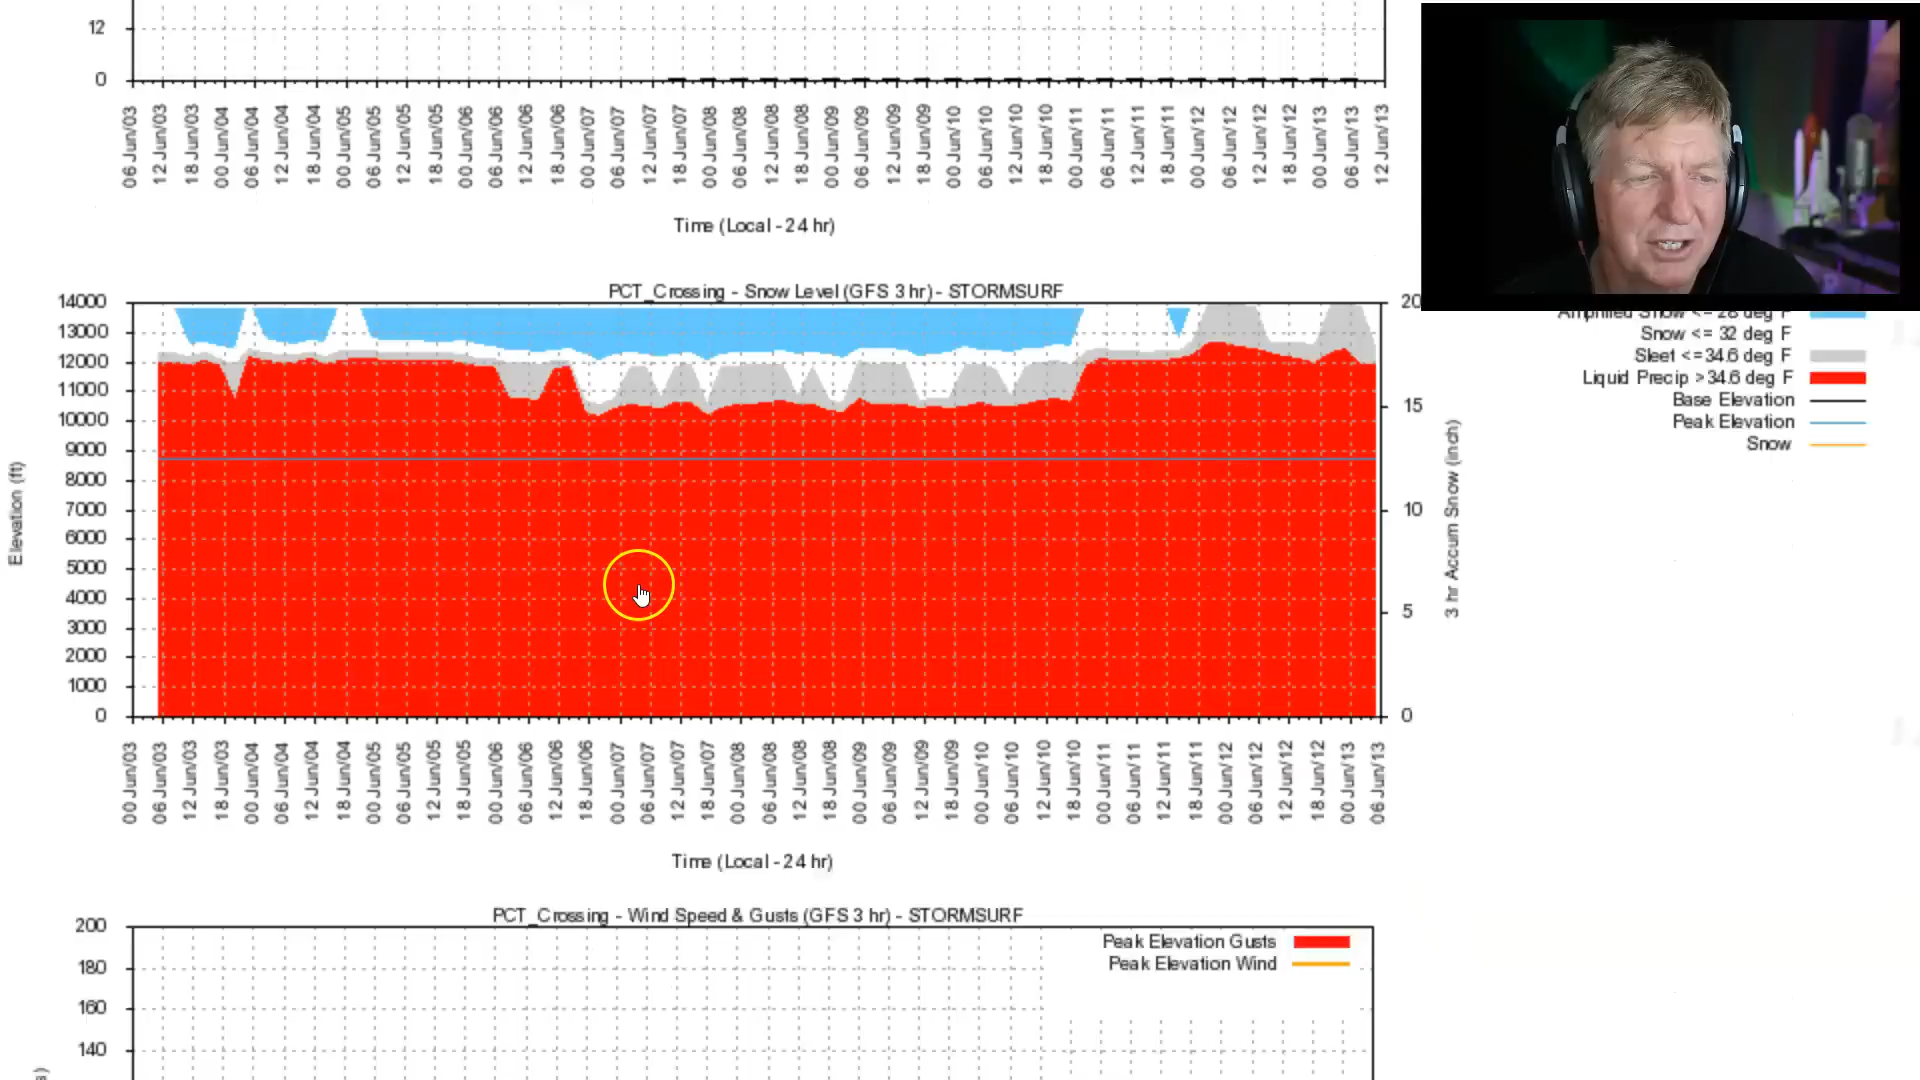 12
0
06 Jun/03 12 Jun/03 18 Jun/03 00 Jun/04 06 Jun/04 12 Jun/04 18 Jun/04 00 Jun/05 06 Jun/05 12 Jun/05 18 Jun/05 00 Jun/06 06 Jun/06 12 Jun/06 18 Jun/06 00 Jun/07 06 Jun/07 12 Jun/07 18 Jun/07 00 Jun/08 06 Jun/08 12 Jun/08 18 Jun/08 00 Jun/09 06 Jun/09 12 Jun/09 18 Jun/09 00 Jun/10 06 Jun/10 12 Jun/10 18 Jun/10 00 Jun/11 06 Jun/11 12 Jun/11 18 Jun/11 00 Jun/12 06 Jun/12 12 Jun/12 18 Jun/12 00 Jun/13 06 Jun/13 12 Jun/13
Time (Local - 24 hr)
PCT_Crossing - Snow Level (GFS 3 hr) - STORMSURF
14000
13000
12000
11000
10000
9000
8000
7000
6000
5000
4000
3000
2000
1000
0
Elevation (ft)
20
15
10
5
0
3 hr Accum Snow (inch)
Amplified Snow <= 28 deg F
Snow <= 32 deg F
Sleet <=34.6 deg F
Liquid Precip >34.6 deg F
Base Elevation
Peak Elevation
Snow
00 Jun/03 06 Jun/03 12 Jun/03 18 Jun/03 00 Jun/04 06 Jun/04 12 Jun/04 18 Jun/04 00 Jun/05 06 Jun/05 12 Jun/05 18 Jun/05 00 Jun/06 06 Jun/06 12 Jun/06 18 Jun/06 00 Jun/07 06 Jun/07 12 Jun/07 18 Jun/07 00 Jun/08 06 Jun/08 12 Jun/08 18 Jun/08 00 Jun/09 06 Jun/09 12 Jun/09 18 Jun/09 00 Jun/10 06 Jun/10 12 Jun/10 18 Jun/10 00 Jun/11 06 Jun/11 12 Jun/11 18 Jun/11 00 Jun/12 06 Jun/12 12 Jun/12 18 Jun/12 00 Jun/13 06 Jun/13
Time (Local - 24 hr)
PCT_Crossing - Wind Speed & Gusts (GFS 3 hr) - STORMSURF
200
180
160
140
Peak Elevation Gusts
Peak Elevation Wind